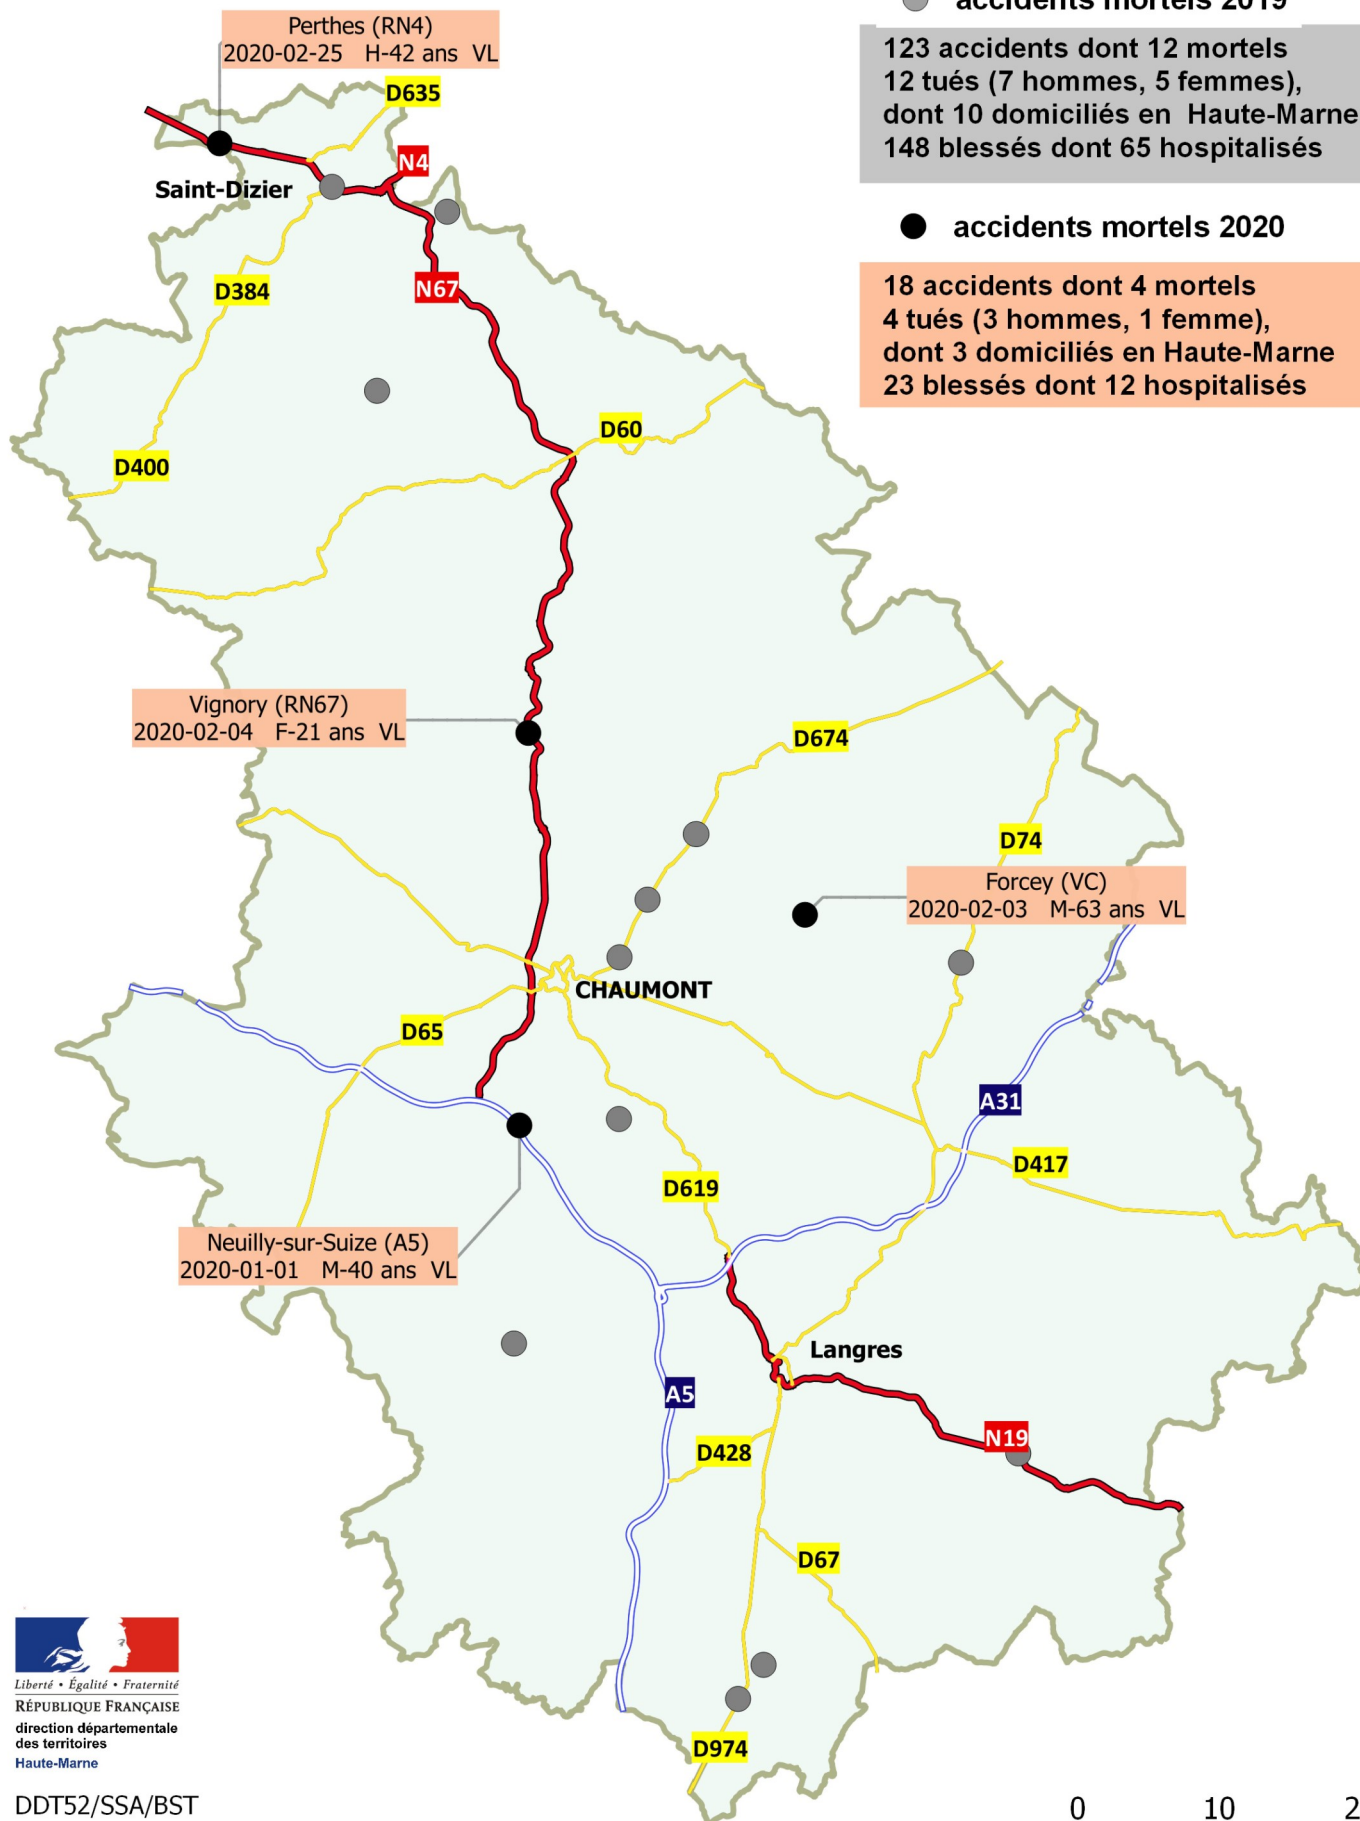 accidents mortels 2019
123 accidents dont 12 mortels
12 tués (7 hommes, 5 femmes),
dont 10 domiciliés en Haute-Marne
148 blessés dont 65 hospitalisés
accidents mortels 2020
18 accidents dont 4 mortels
4 tués (3 hommes, 1 femme),
dont 3 domiciliés en Haute-Marne
23 blessés dont 12 hospitalisés
Perthes (RN4)
2020-02-25 H-42 ans VL
D635
N4
Saint-Dizier
D384
N67
D60
D400
Vignory (RN67)
2020-02-04 F-21 ans VL
D674
D74
Forcey (VC)
2020-02-03 M-63 ans VL
CHAUMONT
D65
A31
D417
D619
Neuilly-sur-Suize (A5)
2020-01-01 M-40 ans VL
Langres
A5
N19
D428
D67
D974
Liberté • Égalité • Fraternité
RÉPUBLIQUE FRANÇAISE
direction départementale
des territoires
Haute-Marne
DDT52/SSA/BST
0 10 2